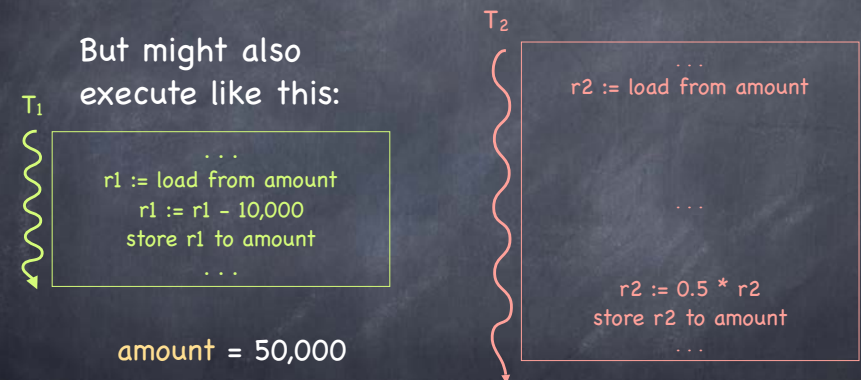 But might also
execute like this:
T1
. . .
r1 := load from amount
r1 := r1 - 10,000
store r1 to amount
. . .
amount = 50,000
T2
. . .
r2 := load from amount
. . .
r2 := 0.5 * r2
store r2 to amount
. . .